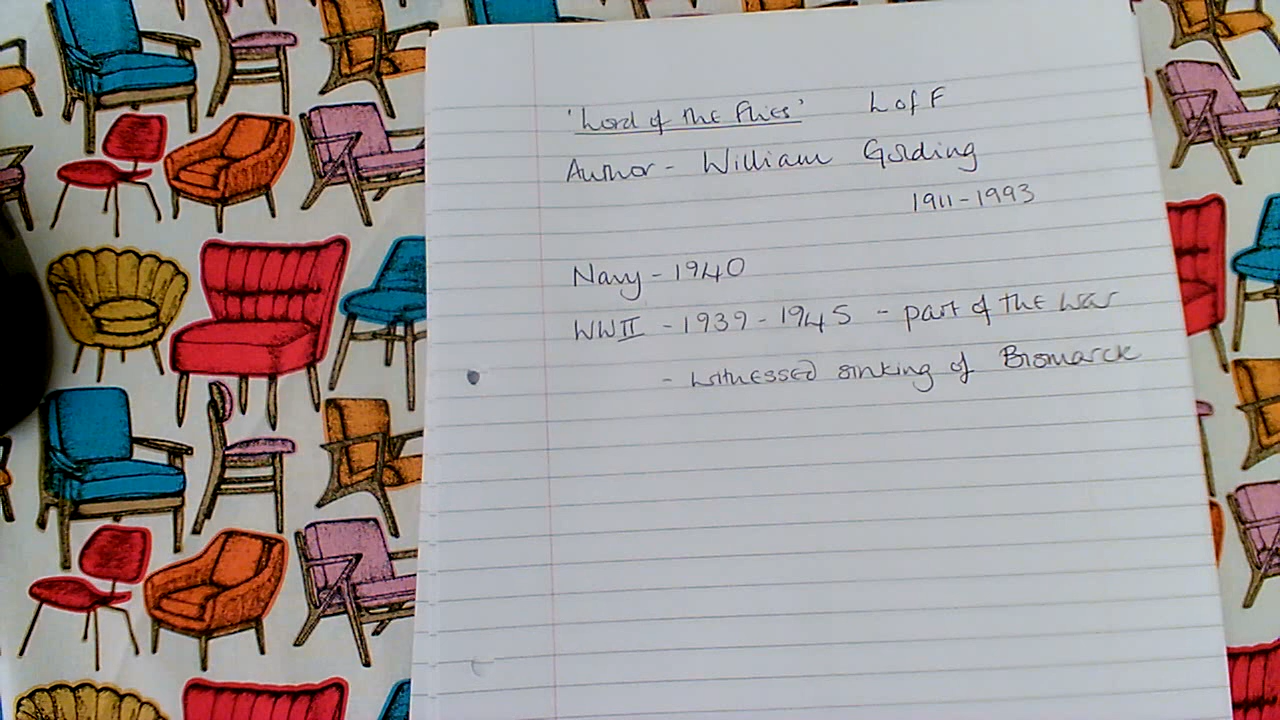 'Lord of the Flies' L of F
Author - William Golding
1911-1993
Navy - 1940
WWII - 1939 - 1945 - part of the war
- witnessed sinking of Bismarck